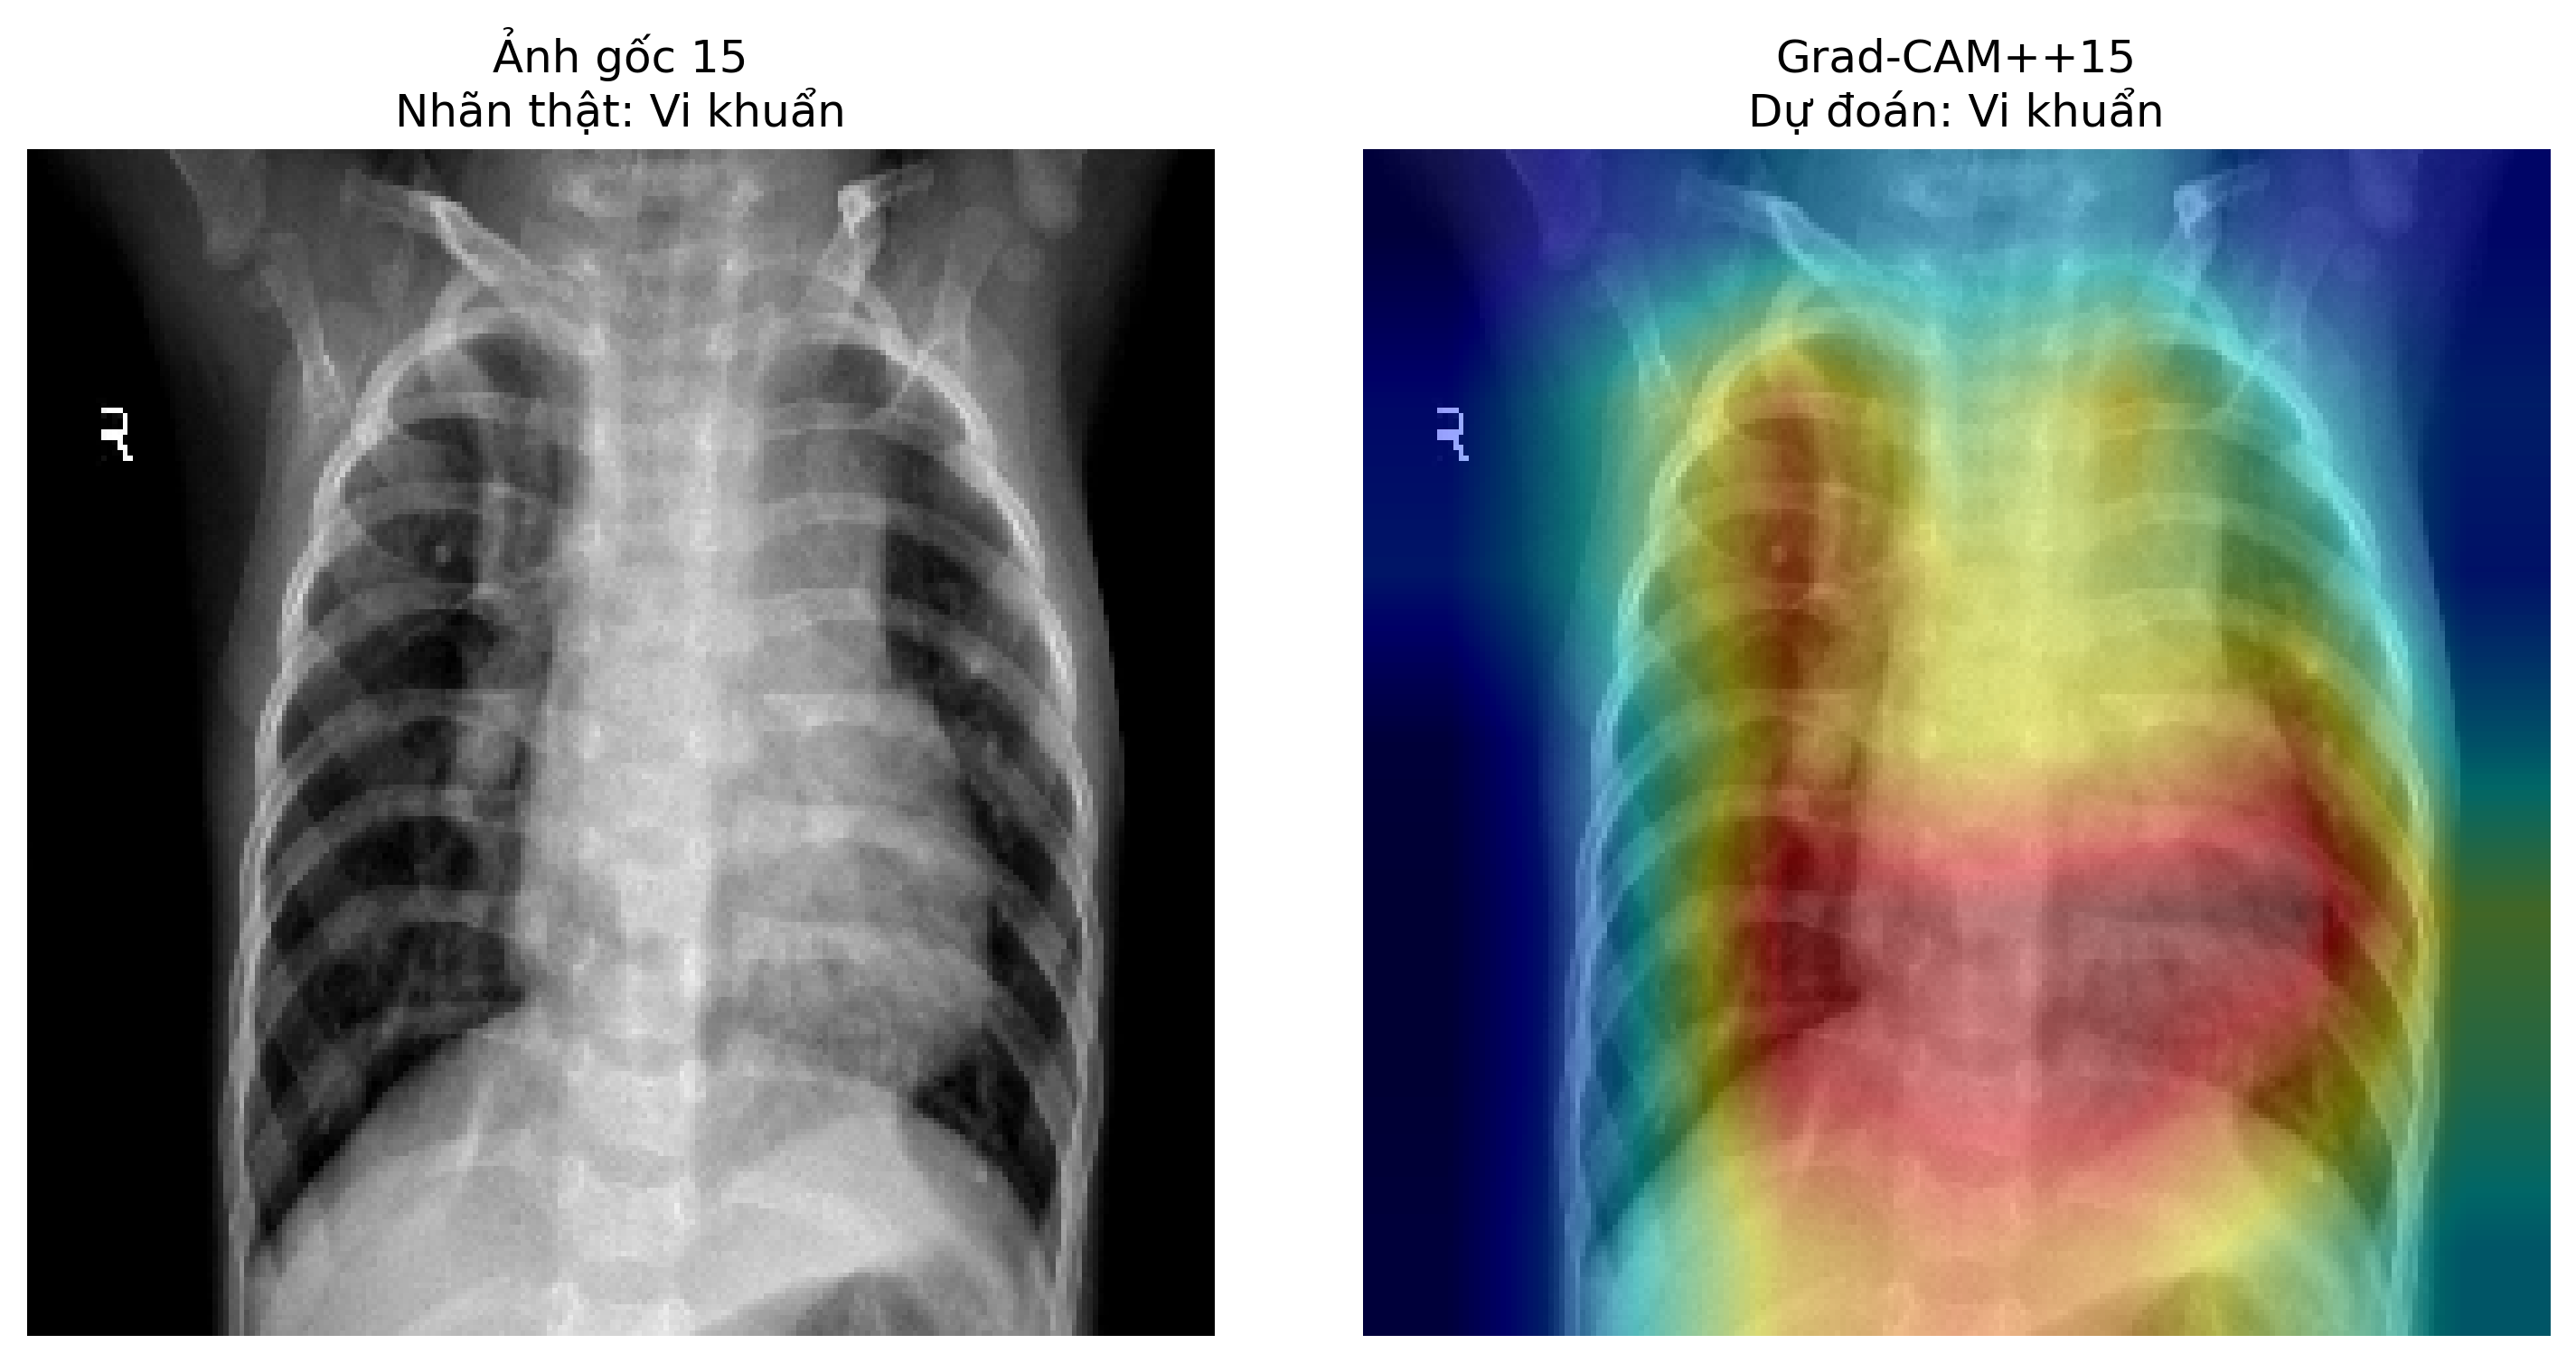 Ảnh gốc 15
Nhãn thật: Vi khuẩn
Grad-CAM++15
Dự đoán: Vi khuẩn